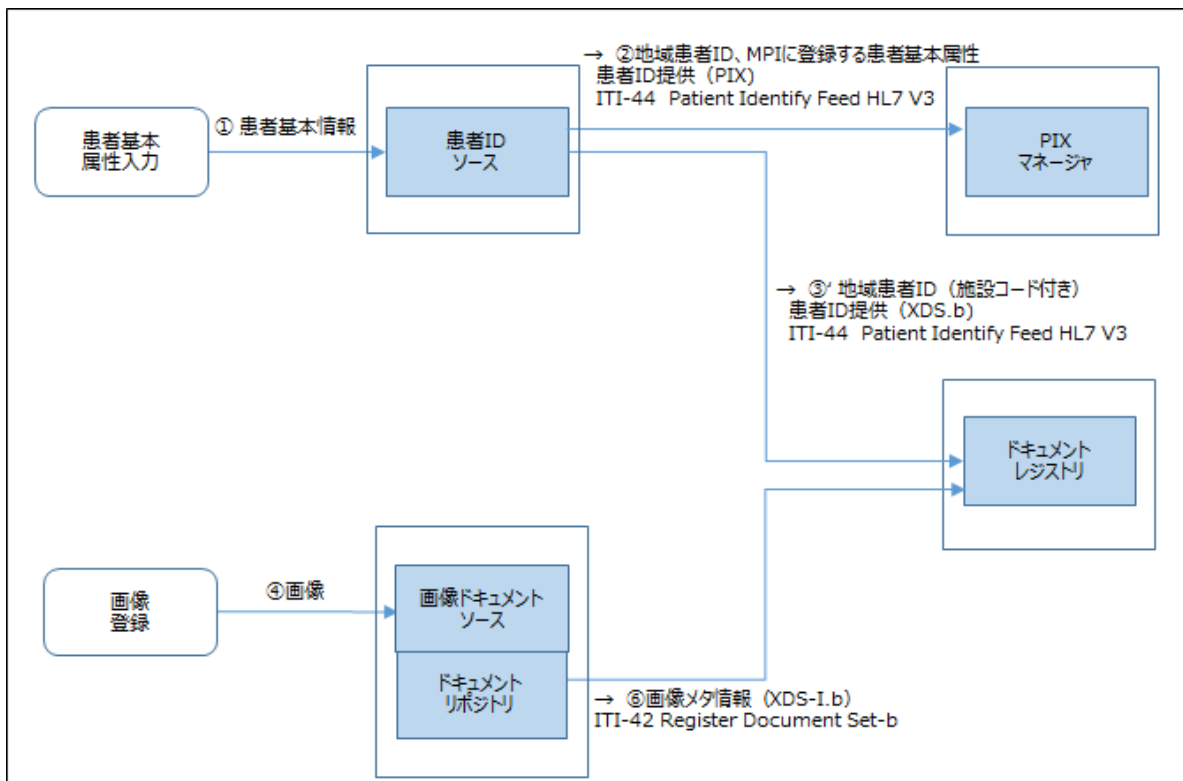 → ②地域患者ID、MPIに登録する患者基本属性
患者ID提供（PIX）
ITI-44 Patient Identify Feed HL7 V3
患者基本
属性入力
① 患者基本情報
患者ID
ソース
PIX
マネージャ
→ ③’ 地域患者ID（施設コード付き）
患者ID提供（XDS.b）
ITI-44 Patient Identify Feed HL7 V3
ドキュメント
レジストリ
画像
登録
④画像
画像ドキュメント
ソース
ドキュメント
リポジトリ
→ ⑥画像メタ情報（XDS-I.b）
ITI-42 Register Document Set-b